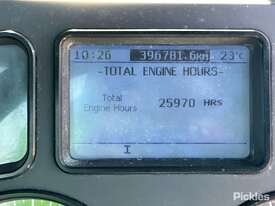 10:26 396781.6km 23°C
-TOTAL ENGINE HOURS-
Total
Engine Hours 25970 HRS
I
Pickles